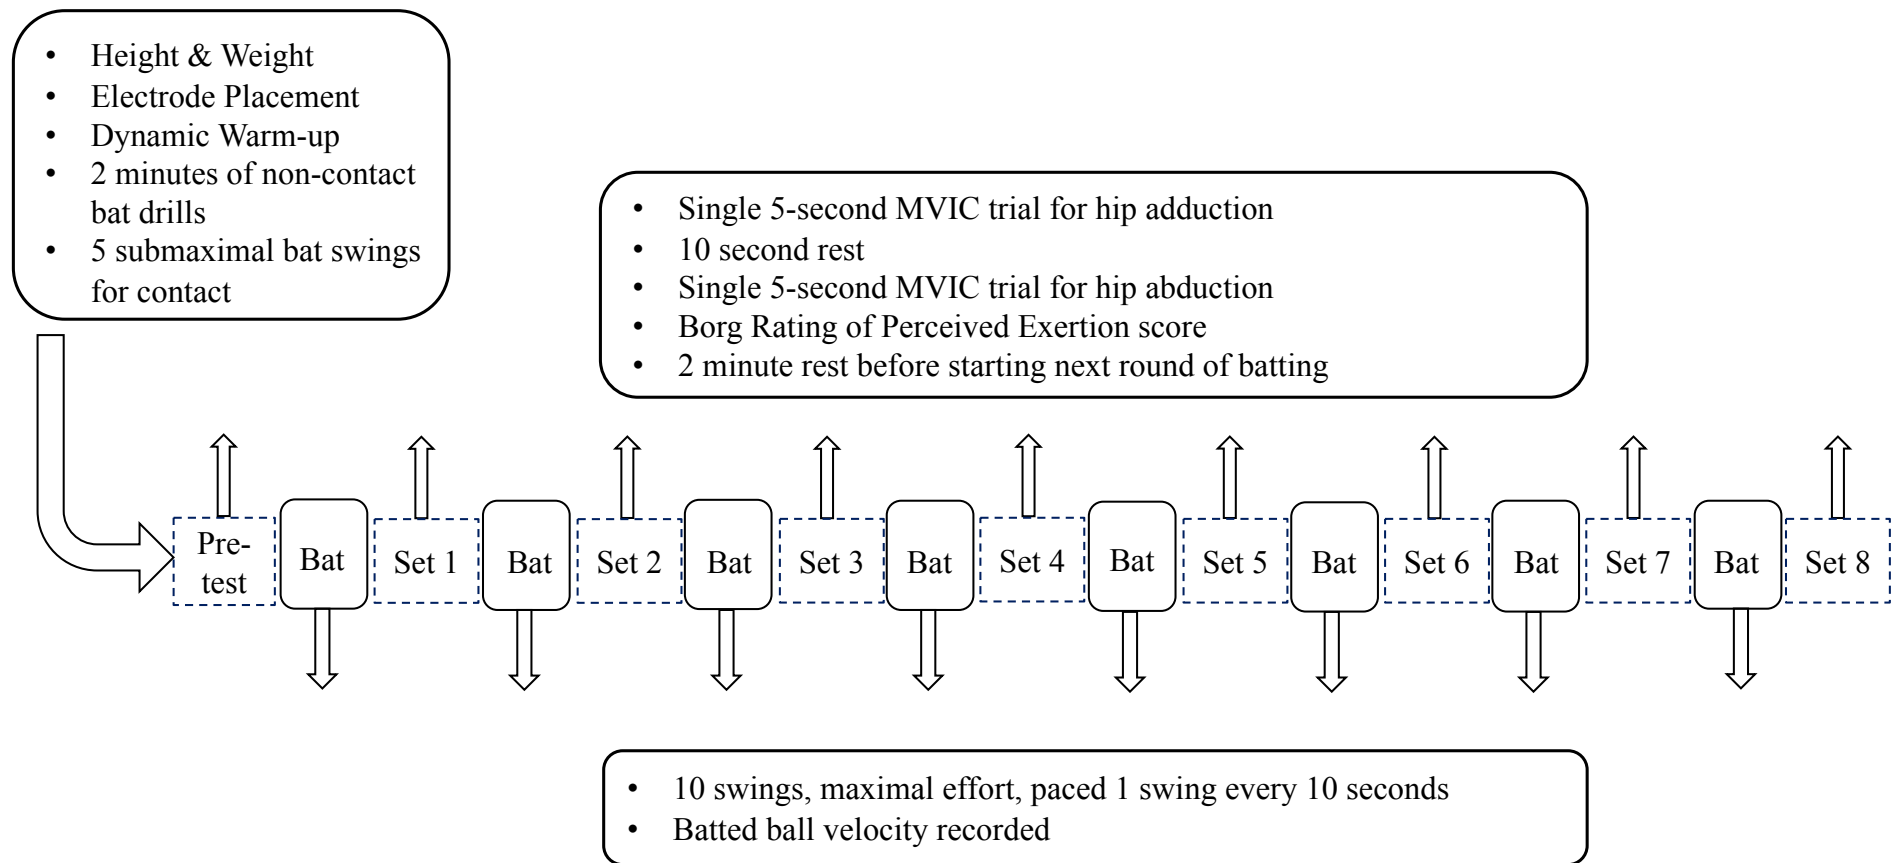 • Height & Weight
• Electrode Placement
• Dynamic Warm-up
• 2 minutes of non-contact
bat drills
• 5 submaximal bat swings
for contact
• Single 5-second MVIC trial for hip adduction
• 10 second rest
• Single 5-second MVIC trial for hip abduction
• Borg Rating of Perceived Exertion score
• 2 minute rest before starting next round of batting
Pre-
test
Bat
Set 1
Bat
Set 2
Bat
Set 3
Bat
Set 4
Bat
Set 5
Bat
Set 6
Bat
Set 7
Bat
Set 8
• 10 swings, maximal effort, paced 1 swing every 10 seconds
• Batted ball velocity recorded